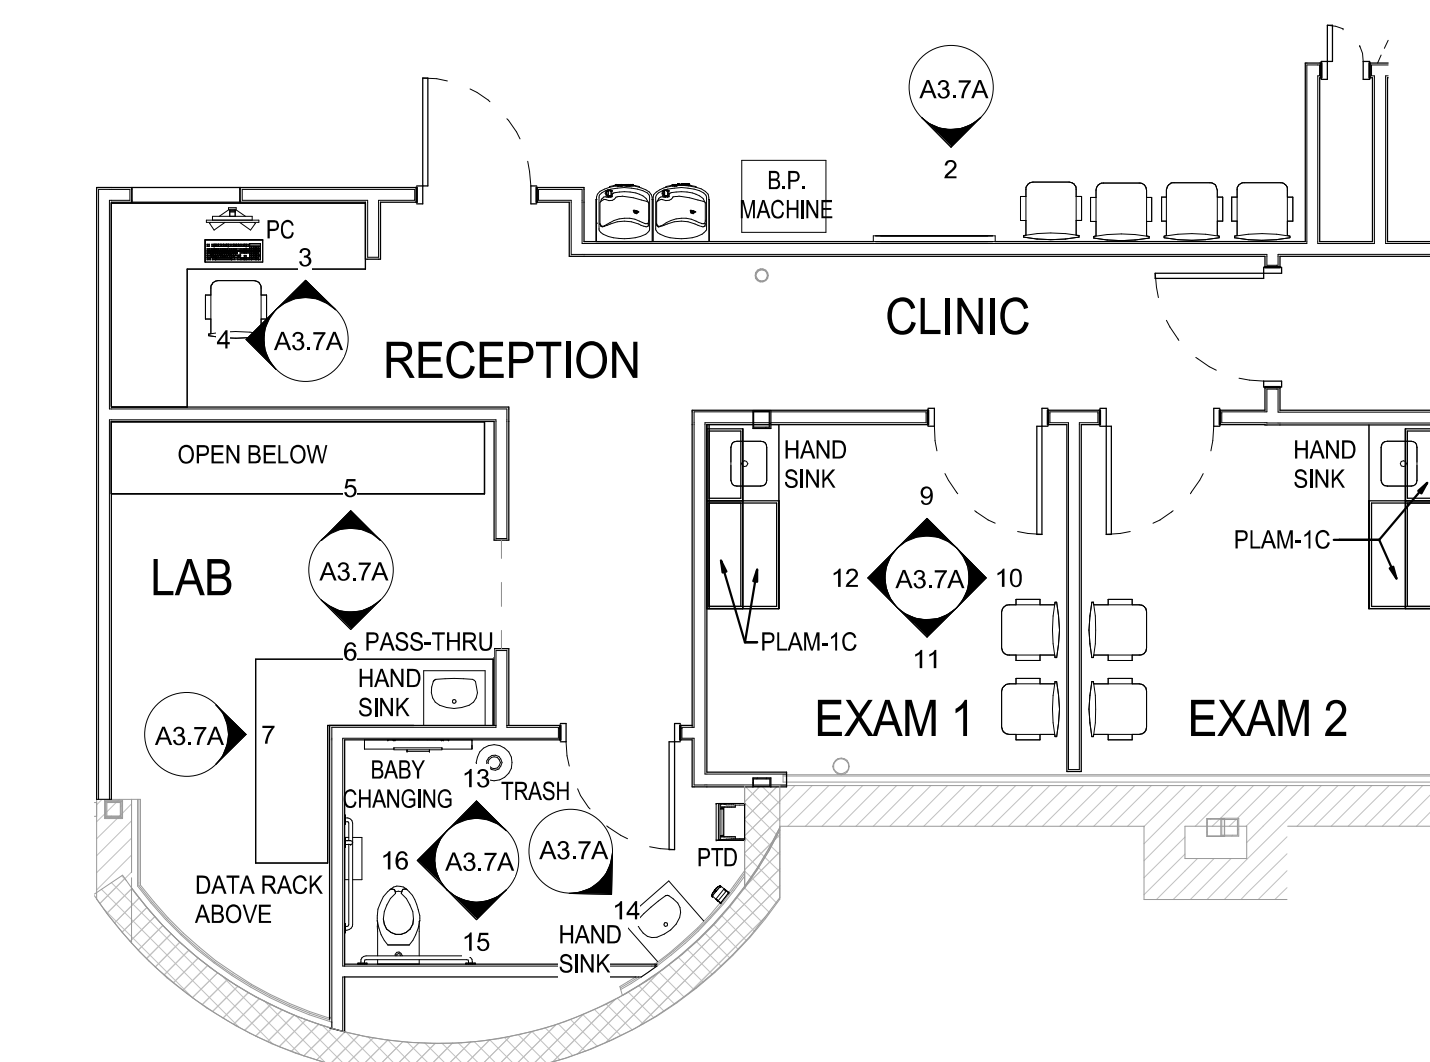 A3.7A
2
B.P.
MACHINE
PC
3
4
A3.7A
RECEPTION
CLINIC
OPEN BELOW
5
A3.7A
6
LAB
PASS-THRU
HAND
SINK
A3.7A
7
HAND
SINK
9
12
A3.7A
10
11
PLAM-1C
EXAM 1
HAND
SINK
PLAM-1C
EXAM 2
BABY
CHANGING
13
TRASH
16
A3.7A
15
A3.7A
14
PTD
HAND
SINK
DATA RACK
ABOVE